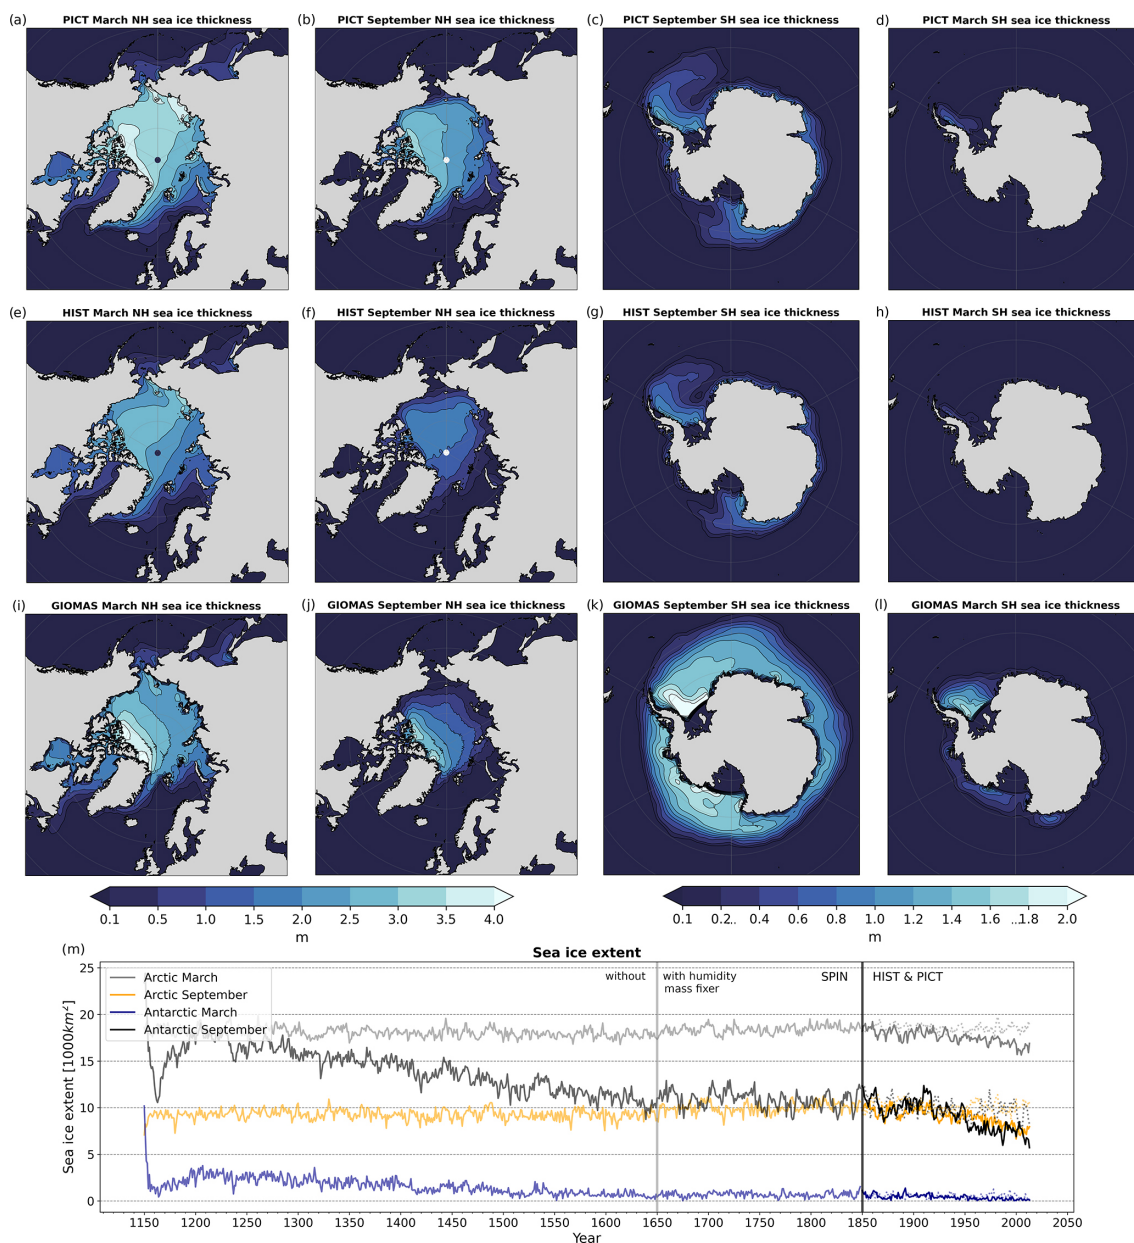 (a) PICT March NH sea ice thickness
(b) PICT September NH sea ice thickness
(c) PICT September SH sea ice thickness
d) PICT March SH sea ice thickness
(e) HIST March NH sea ice thickness
(f) HIST September NH sea ice thickness
(g) HIST September SH sea ice thickness
(h) HIST March SH sea ice thickness
(i) GIOMAS March NH sea ice thickness
(j) GIOMAS September NH sea ice thickness
(k) GIOMAS September SH sea ice thickness
(l) GIOMAS March SH sea ice thickness
0.1 0.5 1.0 1.5 2.0 2.5 3.0 3.5 4.0
m
0.1 0.2.. 0.4 0.6 0.8 1.0 1.2 1.4 1.6 ..1.8 2.0
m
(m) Sea ice extent
Arctic March
Arctic September
Antarctic March
Antarctic September
without
with humidity
mass fixer
SPIN
HIST & PICT
Sea ice extent [1000km²]
25
20
15
10
5
0
1150 1200 1250 1300 1350 1400 1450 1500 1550 1600 1650 1700 1750 1800 1850 1900 1950 2000 2050
Year